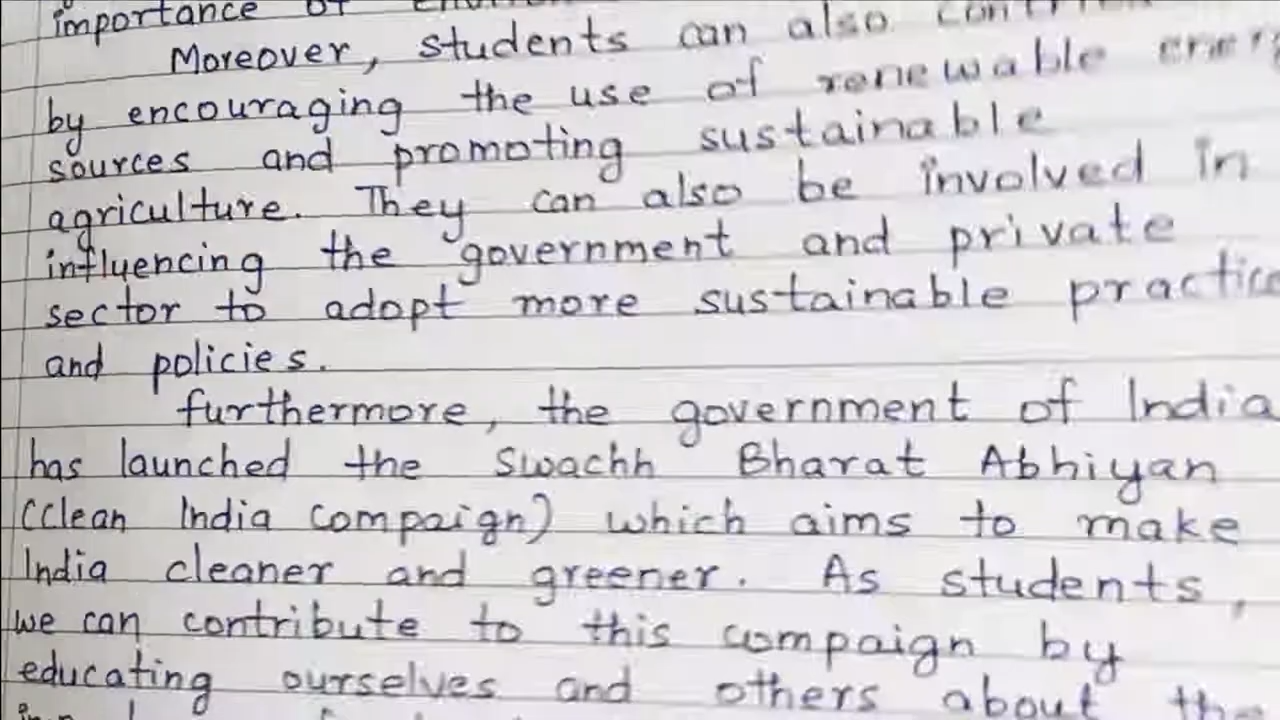 importance of
Moreover, students can also
by encouraging the use of renewable
sources and promoting sustainable
agriculture. They can also be involved in
influencing the government and private
sector to adopt more sustainable
and policies.
furthermore, the government of India
has launched the Swachh Bharat Abhiyan
(clean India compaign) which aims to make
India cleaner and greener. As students,
we can contribute to this compaign by
educating ourselves and others about the